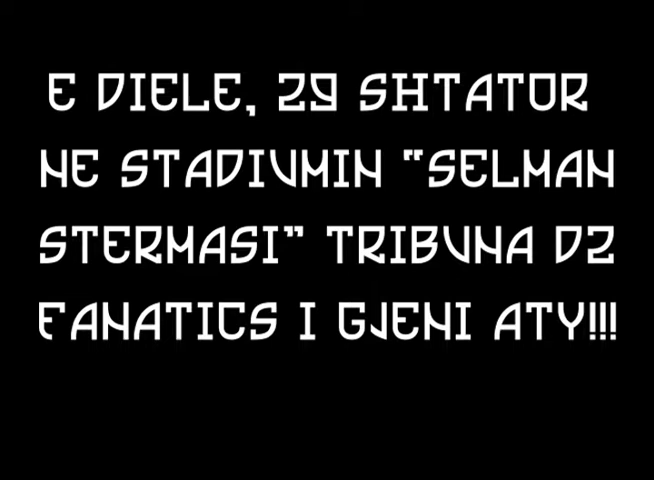 E DIELE, 29 SHTATOR
NE STADIUMIN "SELMAN
STERMASI" TRIBUNA D2
FANATICS I GJENI ATY!!!